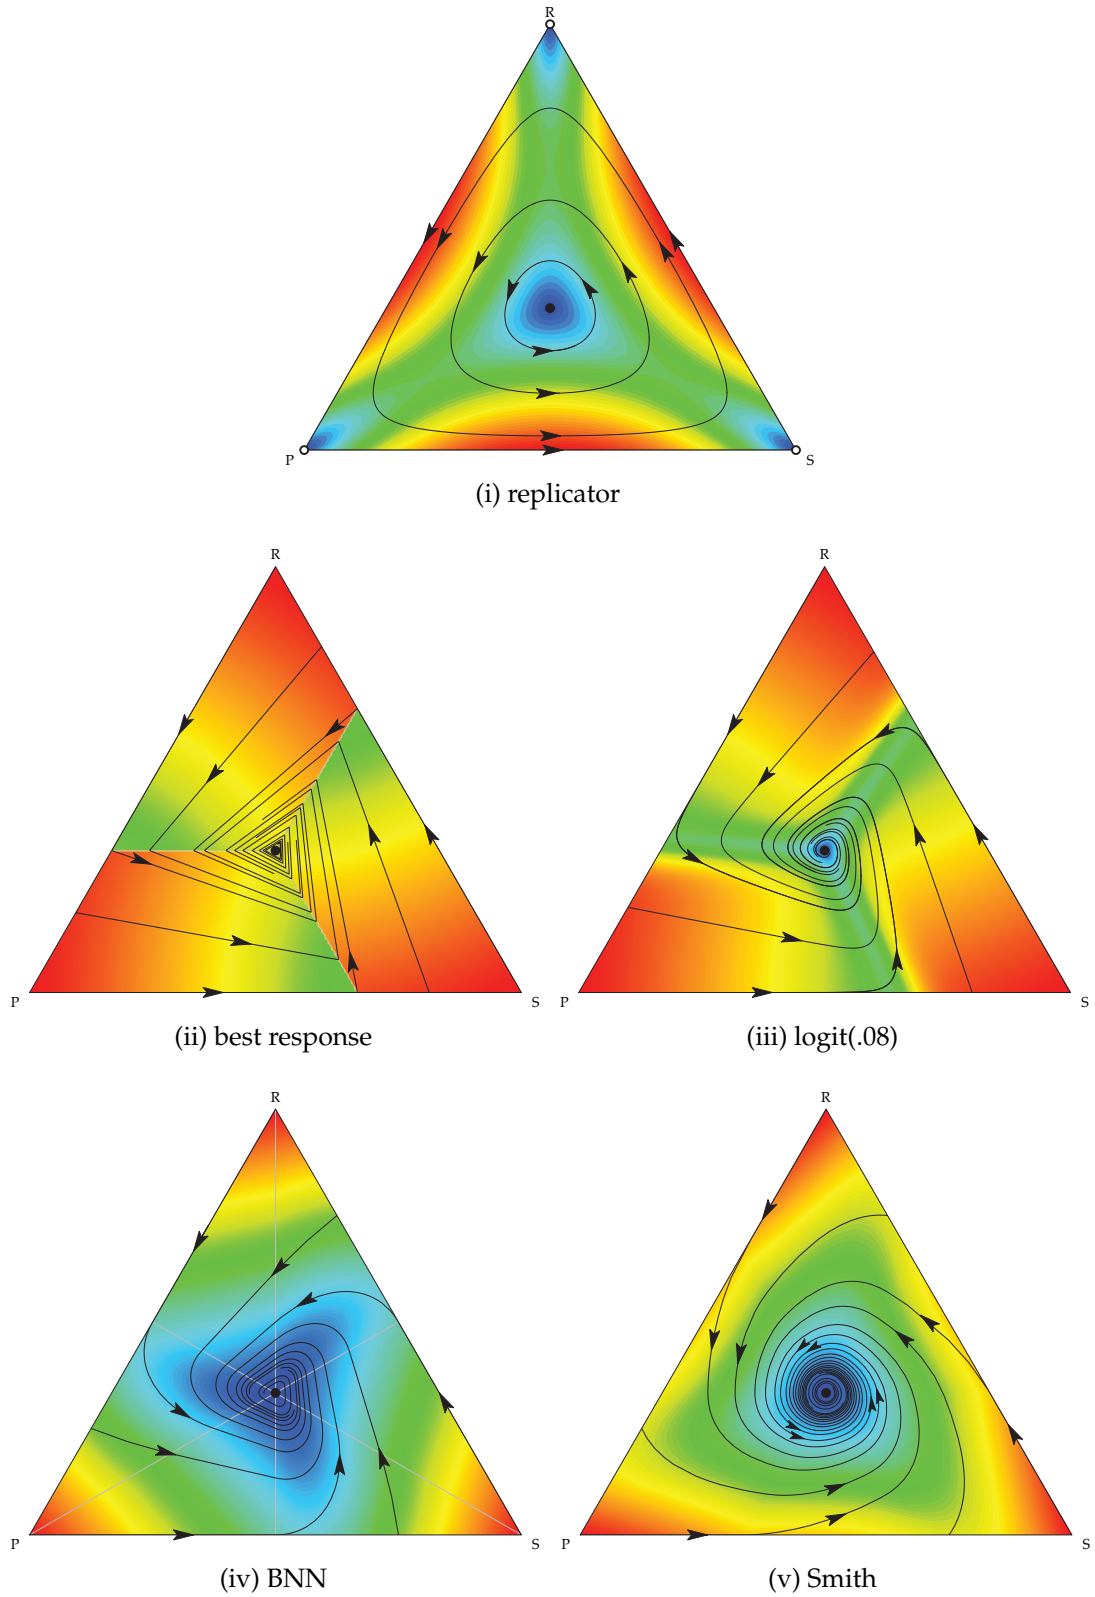 R
P S
(i) replicator
R R
P S P S
(ii) best response (iii) logit(.08)
R R
P S P S
(iv) BNN (v) Smith